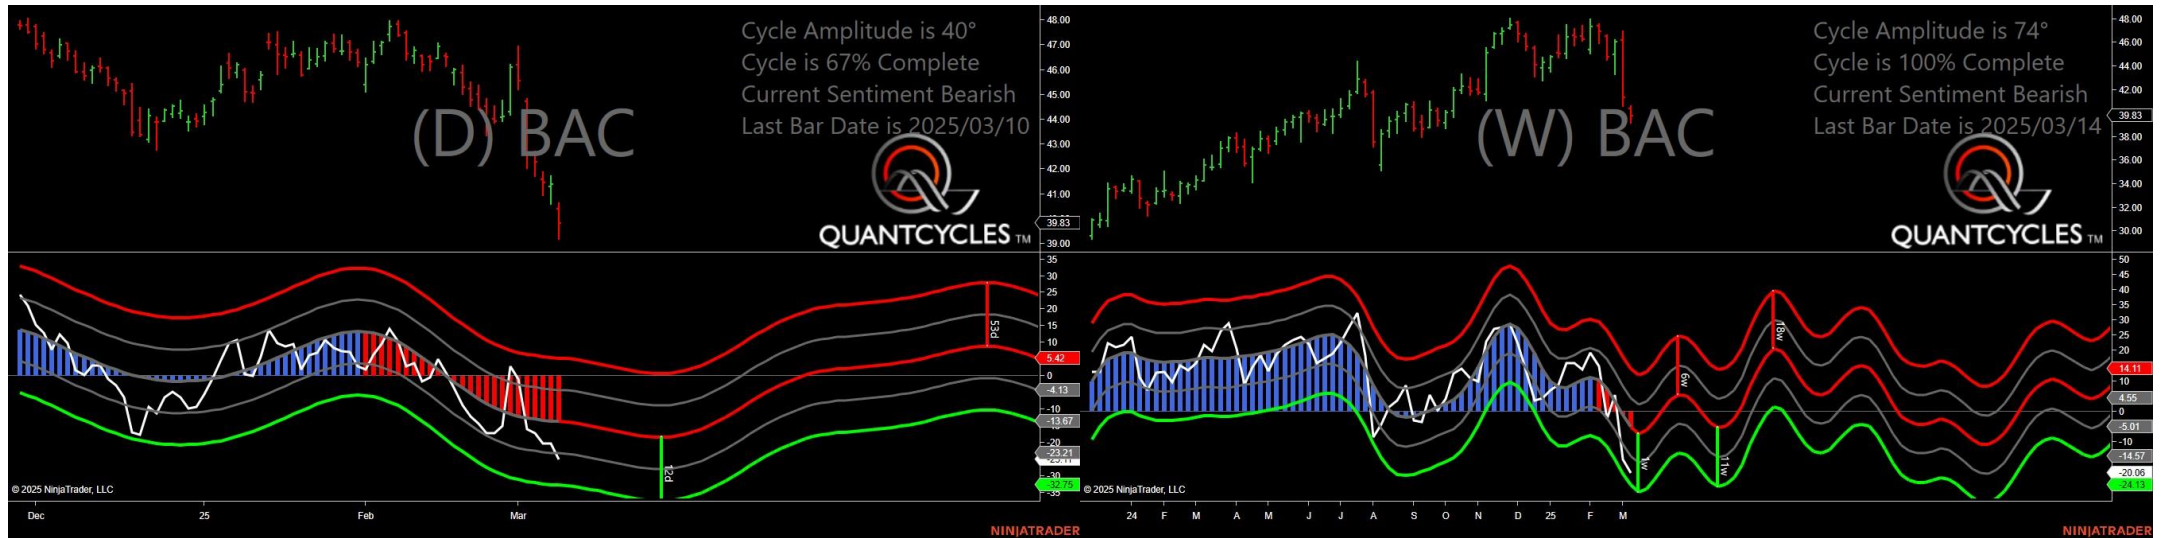 Cycle Amplitude is 40°
Cycle is 67% Complete
Current Sentiment Bearish
Last Bar Date is 2025/03/10
(D) BAC
QUANTCYCLES TM
48.00
47.00
46.00
45.00
44.00
43.00
42.00
41.00
39.83
39.00
35
30
25
20
15
10
5.42
0
-4.13
-10
-13.67
-20
-23.21
-30
-32.75
-35
53d
12d
© 2025 NinjaTrader, LLC
Dec
25
Feb
Mar
NINJATRADER
Cycle Amplitude is 74°
Cycle is 100% Complete
Current Sentiment Bearish
Last Bar Date is 2025/03/14
(W) BAC
QUANTCYCLES TM
48.00
46.00
44.00
42.00
39.83
38.00
36.00
34.00
32.00
30.00
50
45
40
35
30
25
20
14.11
10
4.55
0
-5.01
-10
-14.57
-20.06
-24.13
1w
6w
11w
18w
© 2025 NinjaTrader, LLC
24 F M A M J J A S O N D 25 F M
NINJATRADER